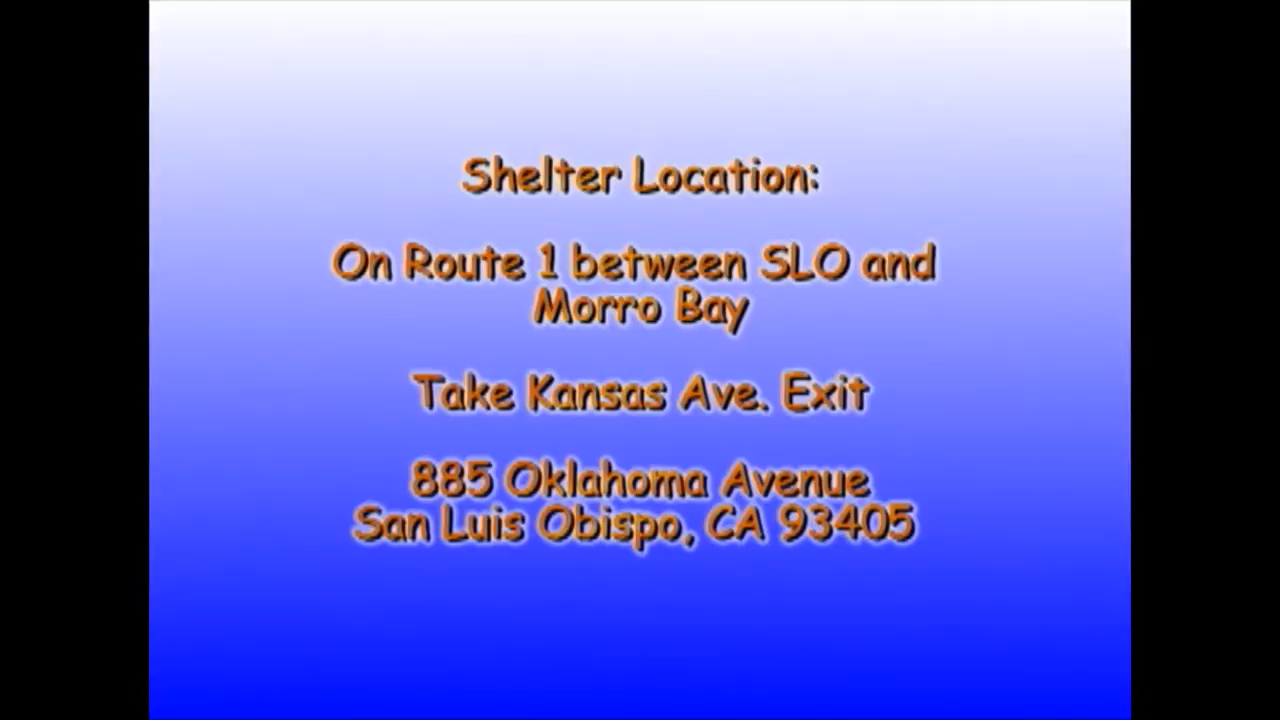 Shelter Location:
On Route 1 between SLO and
Morro Bay
Take Kansas Ave. Exit
885 Oklahoma Avenue
San Luis Obispo, CA 93405